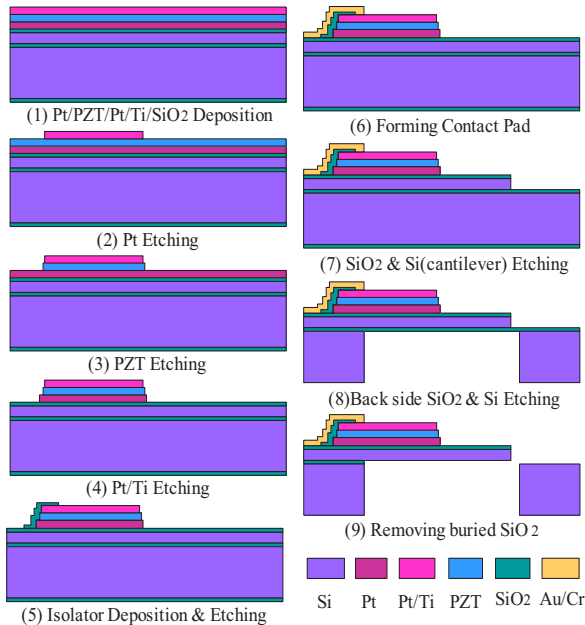 (1) Pt/PZT/Pt/Ti/SiO2 Deposition
(2) Pt Etching
(3) PZT Etching
(4) Pt/Ti Etching
(5) Isolator Deposition & Etching
(6) Forming Contact Pad
(7) SiO2 & Si(cantilever) Etching
(8)Back side SiO2 & Si Etching
(9) Removing buried SiO 2
Si Pt Pt/Ti PZT SiO2 Au/Cr